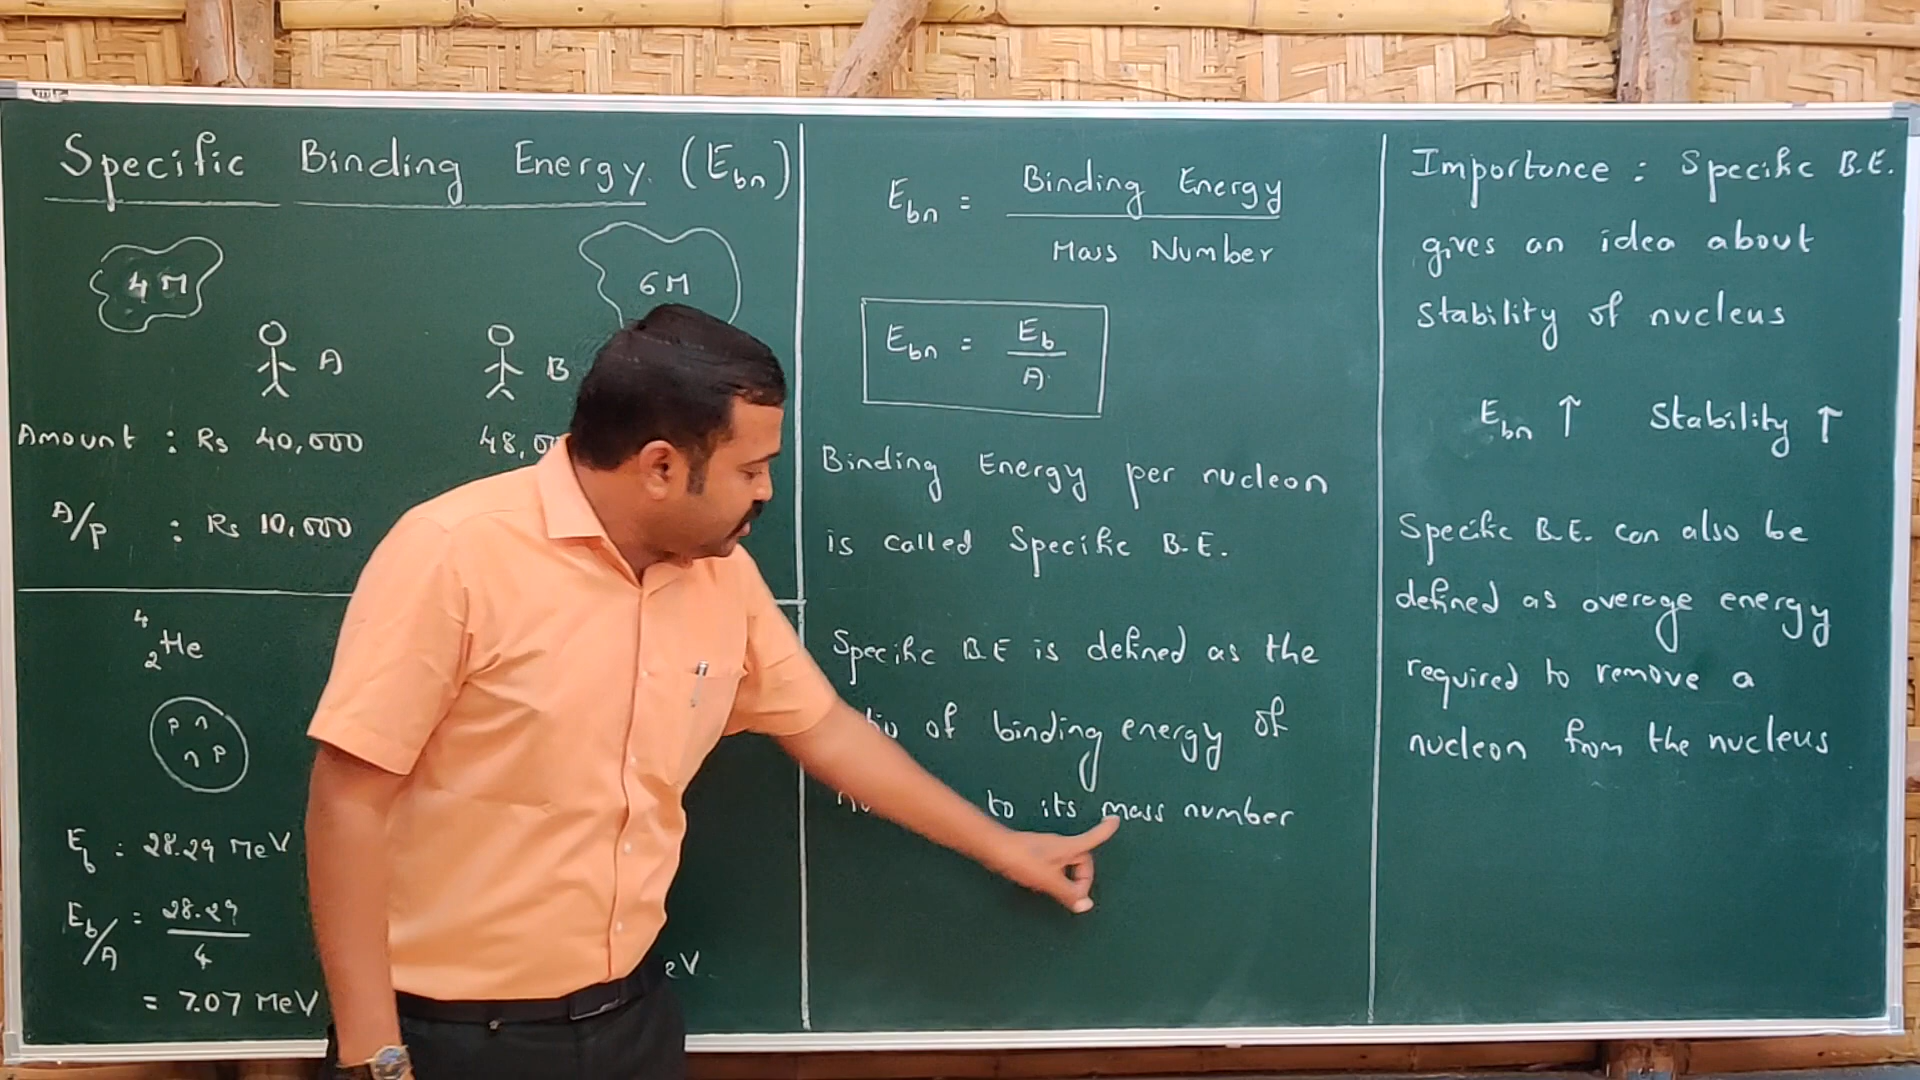 Specific Binding Energy (Ebn)
4 M
6 M
A
B
Amount : Rs 40,000
A/P : Rs 10,000
⁴₂He
P n
n P
Eb : 28.29 MeV
Eb/A = 28.29
4
= 7.07 MeV
eV
Ebn = Binding Energy
Mass Number
Ebn = Eb
A
Binding Energy per nucleon
is called Specific B.E.
Specific B.E is defined as the
of binding energy of
to its mass number
Importance : Specific B.E.
gives an idea about
stability of nucleus
Ebn ↑ Stability ↑
Specific B.E. can also be
defined as average energy
required to remove a
nucleon from the nucleus